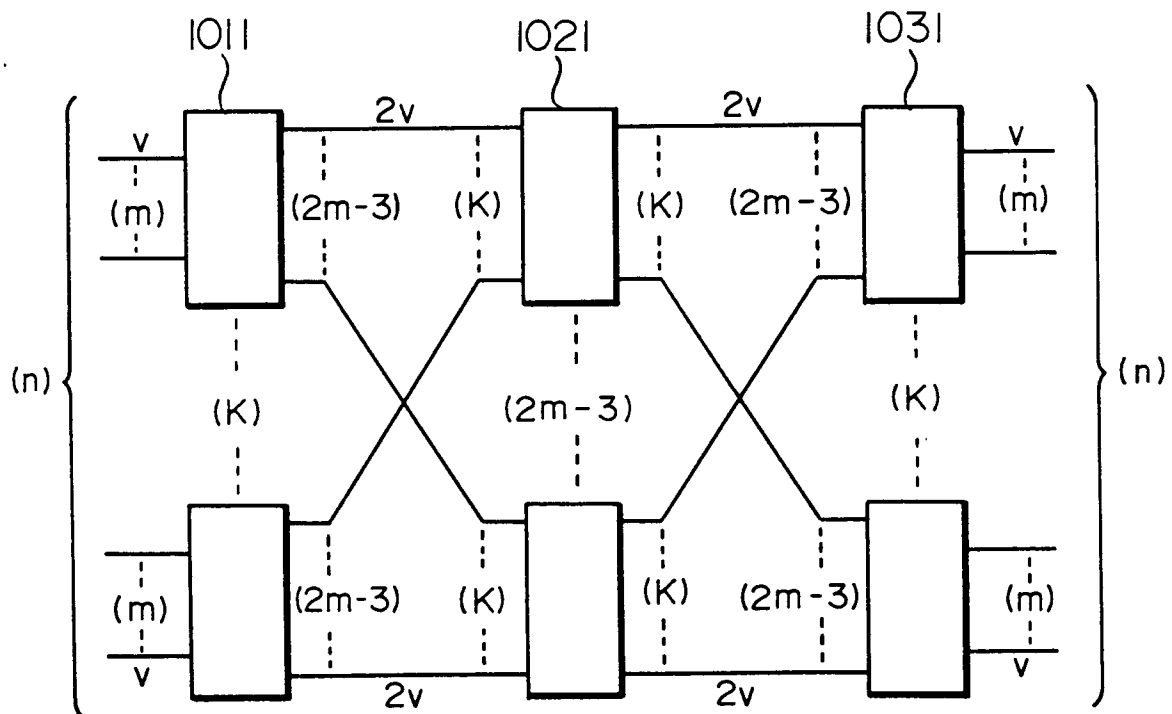 1011 1021 1031
2v 2v
v v
(m) (2m-3) (K) (K) (2m-3) (m)
(n) (n)
(K) (2m-3) (K)
(m) (2m-3) (K) (K) (2m-3) (m)
v v
2v 2v